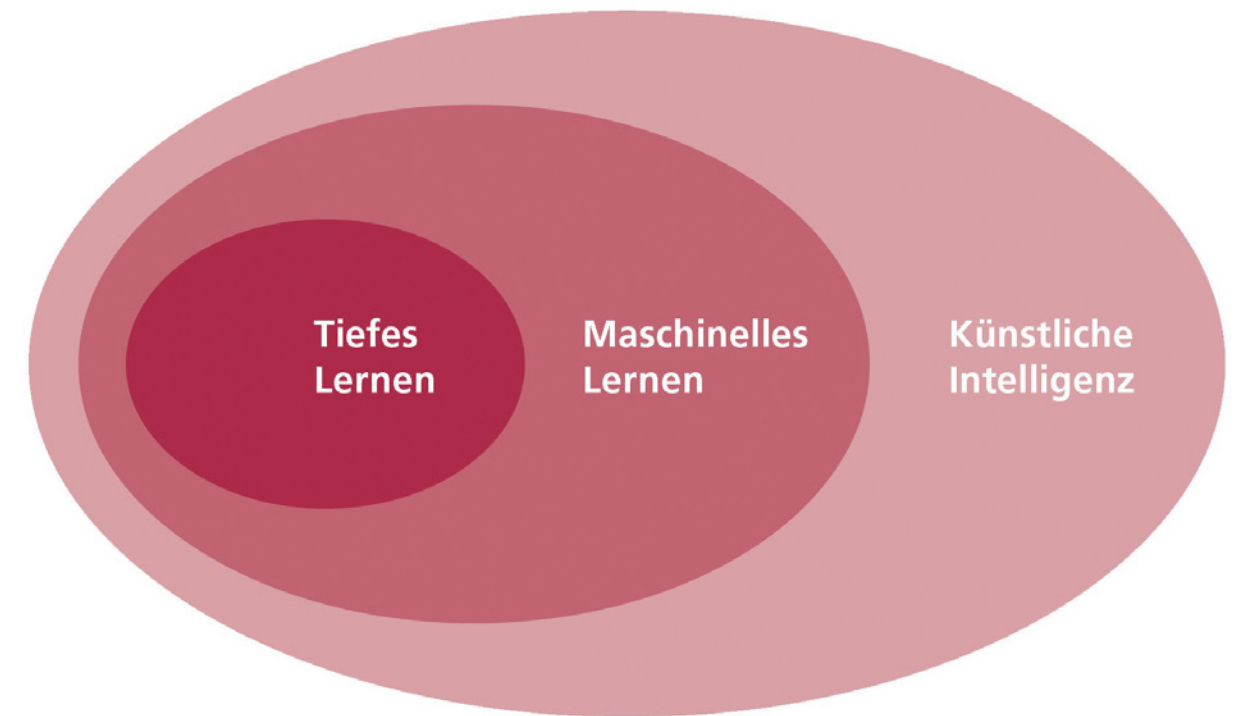 Tiefes
Lernen
Maschinelles
Lernen
Künstliche
Intelligenz